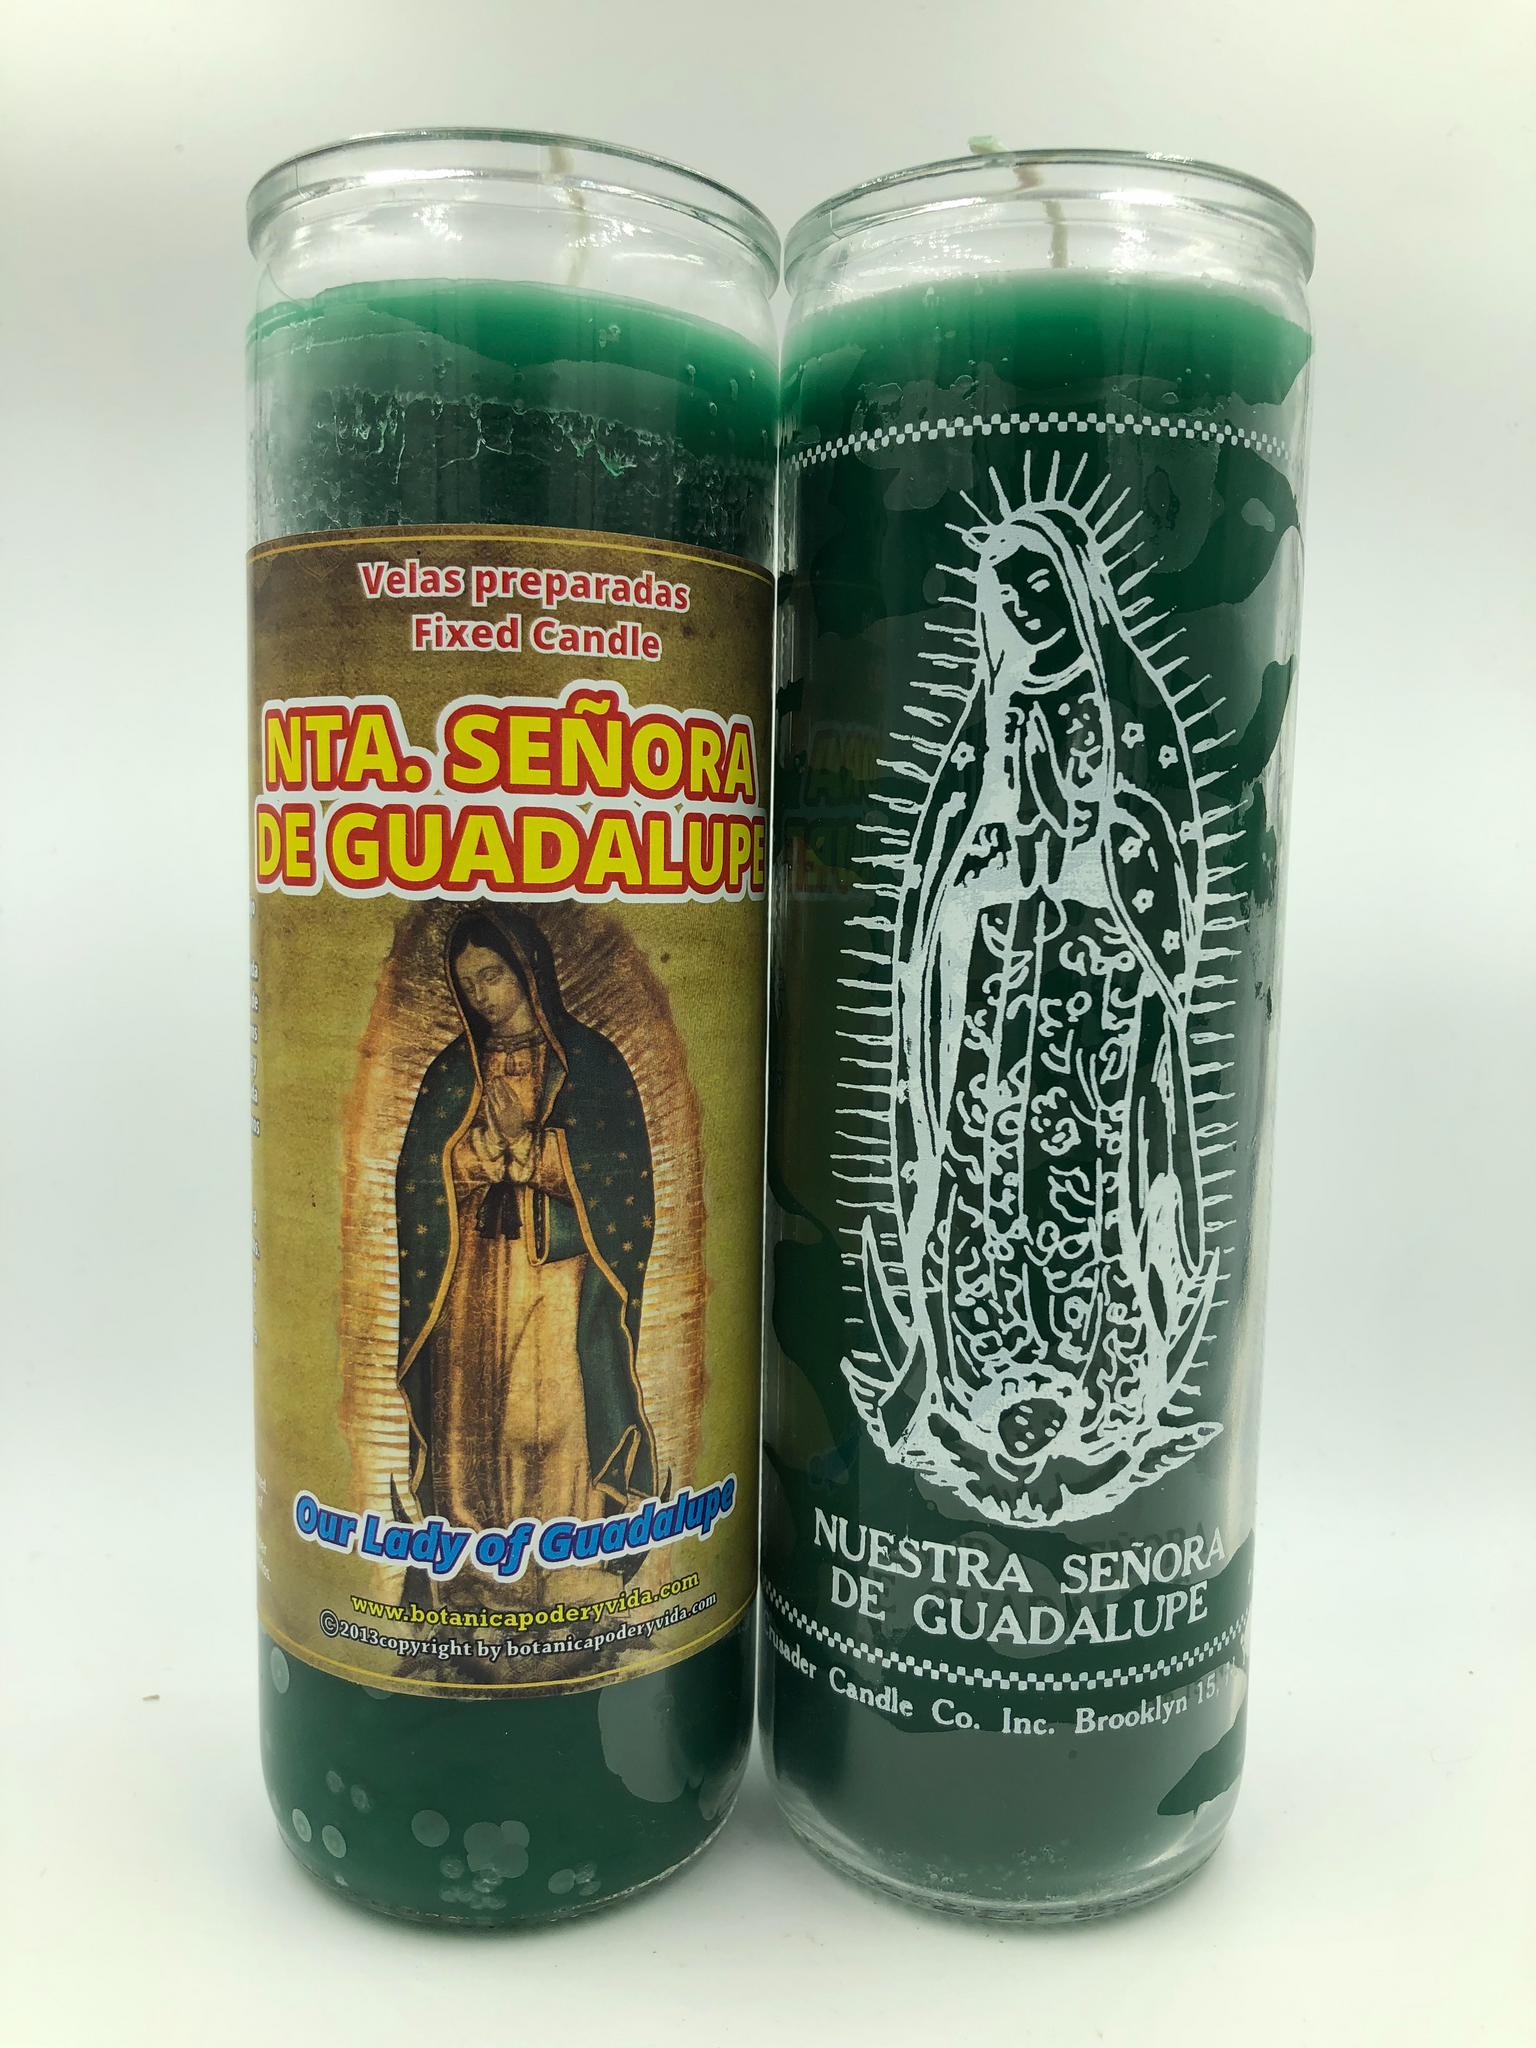 Velas preparadas
Fixed Candle
NTA. SEÑORA
DE GUADALUPE
Our Lady of Guadalupe
www.botanicapoderyvida.com
©2013copyright by botanicapoderyvida.com
NUESTRA SEÑORA
DE GUADALUPE
Candle Co. Inc. Brooklyn 15,